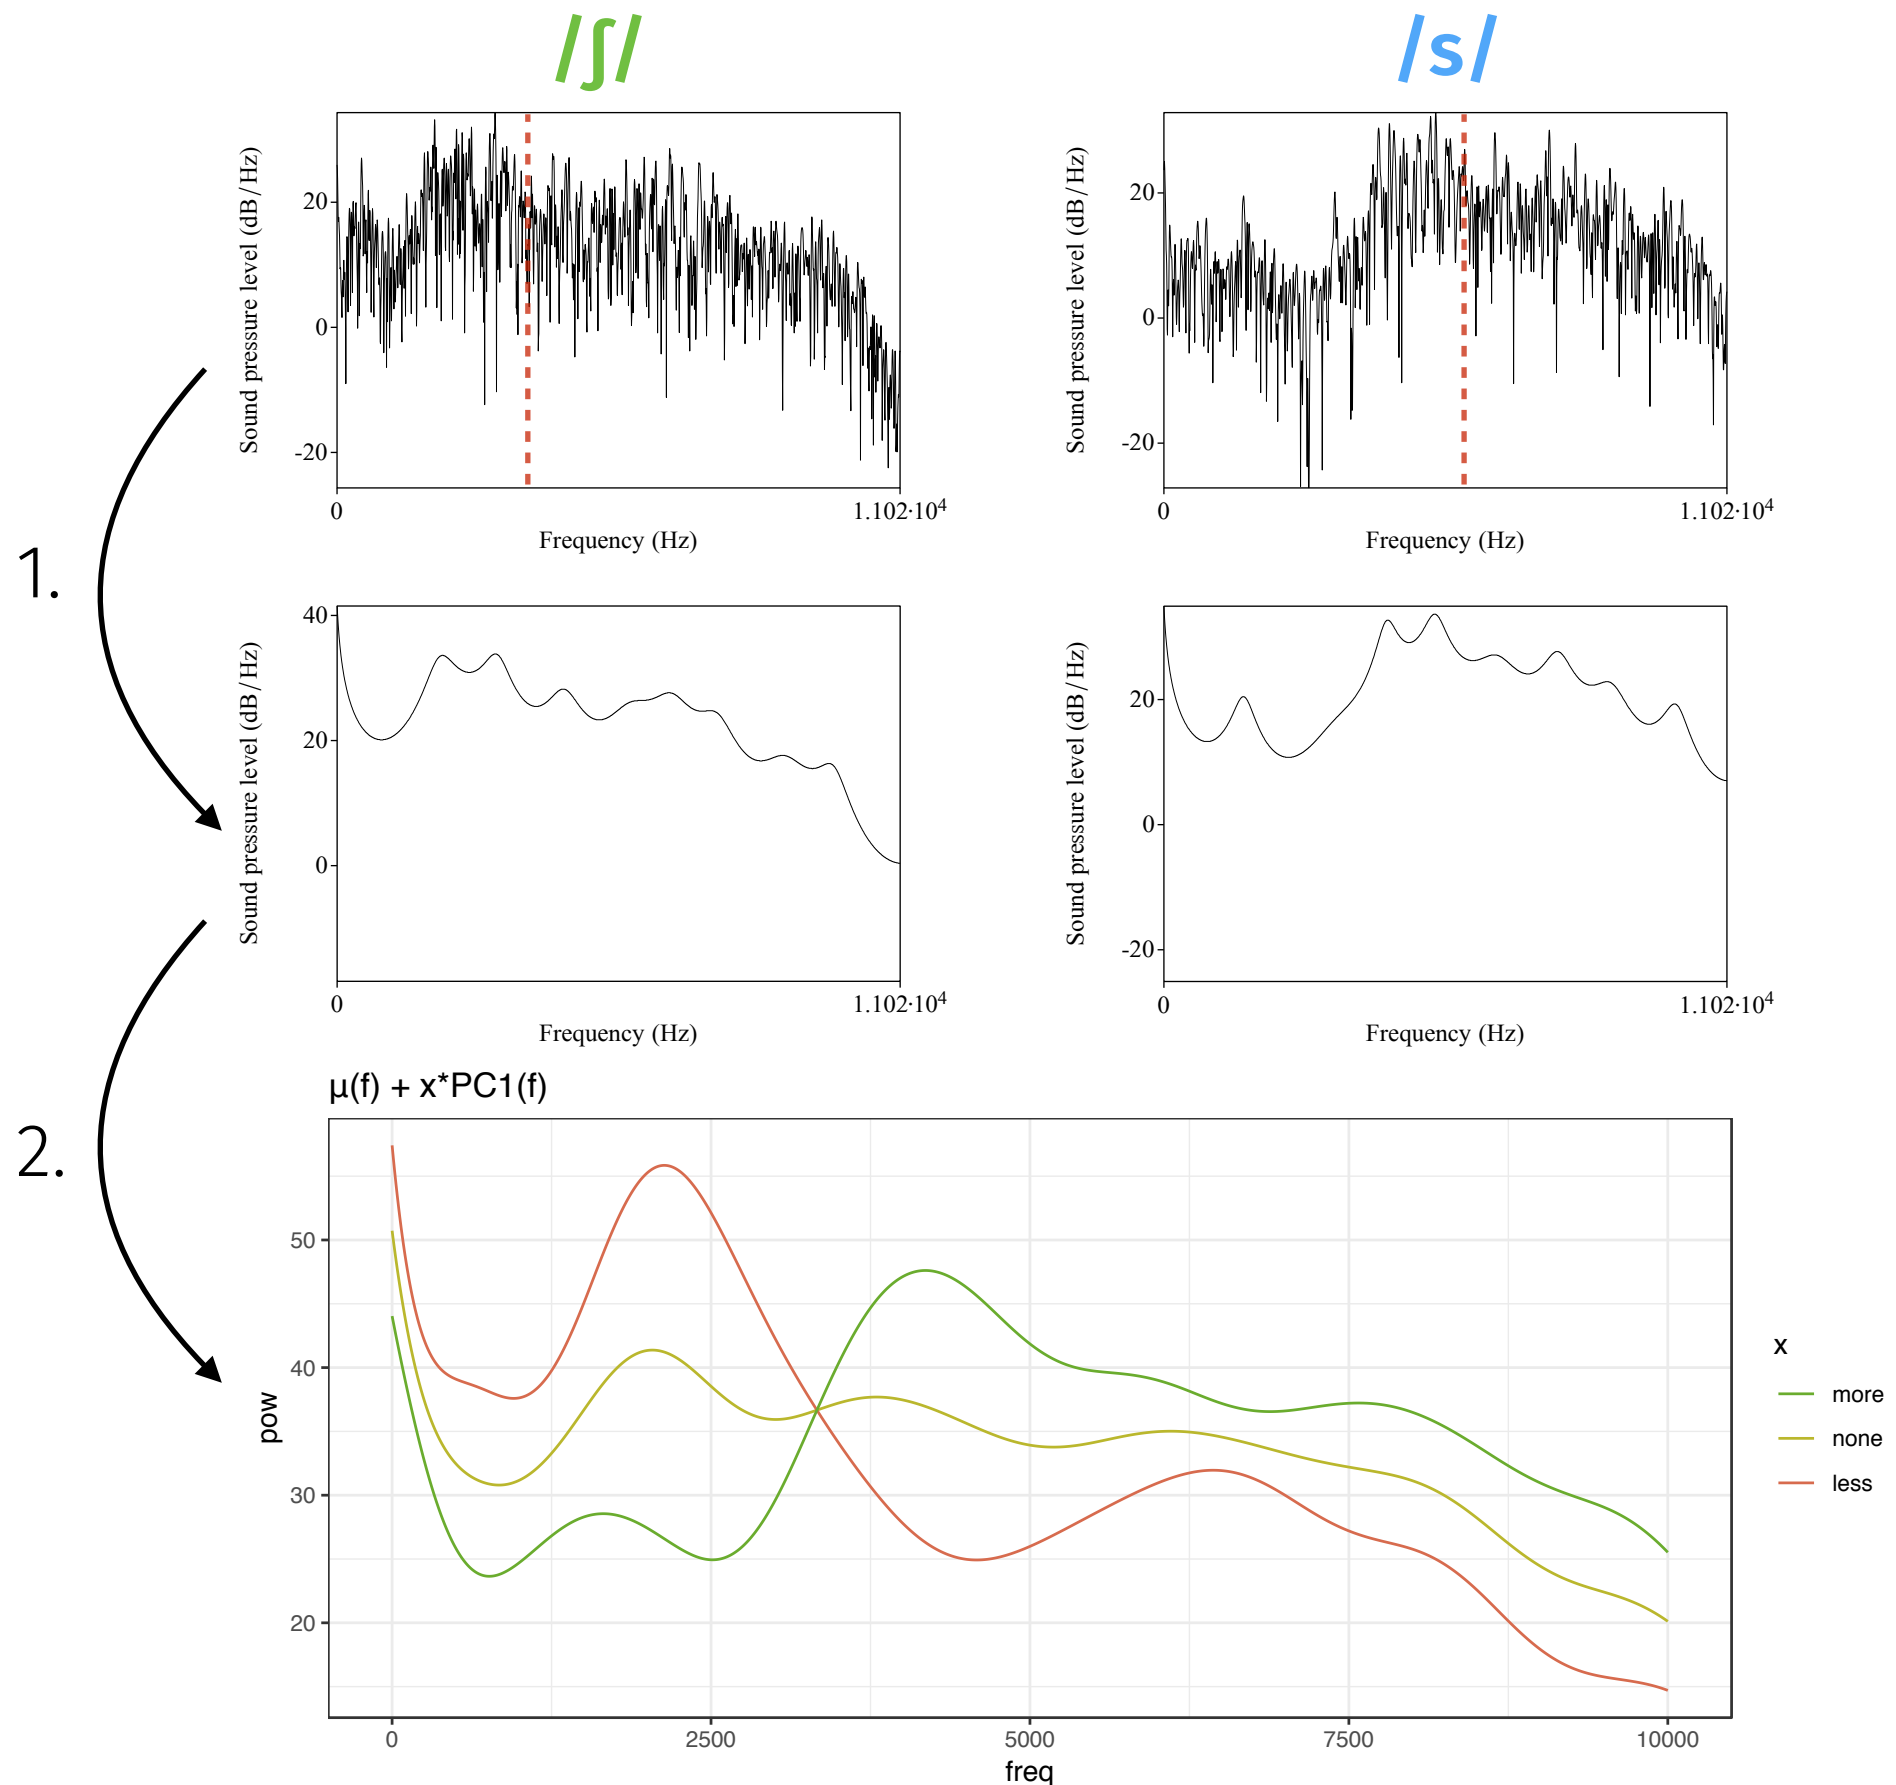 /ʃ/
/s/
Sound pressure level (dB/Hz)
20
0
-20
0
1.102·10⁴
Frequency (Hz)
Sound pressure level (dB/Hz)
20
0
-20
0
1.102·10⁴
Frequency (Hz)
1.
Sound pressure level (dB/Hz)
40
20
0
0
1.102·10⁴
Frequency (Hz)
Sound pressure level (dB/Hz)
20
0
-20
0
1.102·10⁴
Frequency (Hz)
2.
μ(f) + x*PC1(f)
pow
50
40
30
20
0
2500
5000
7500
10000
freq
x
more
none
less